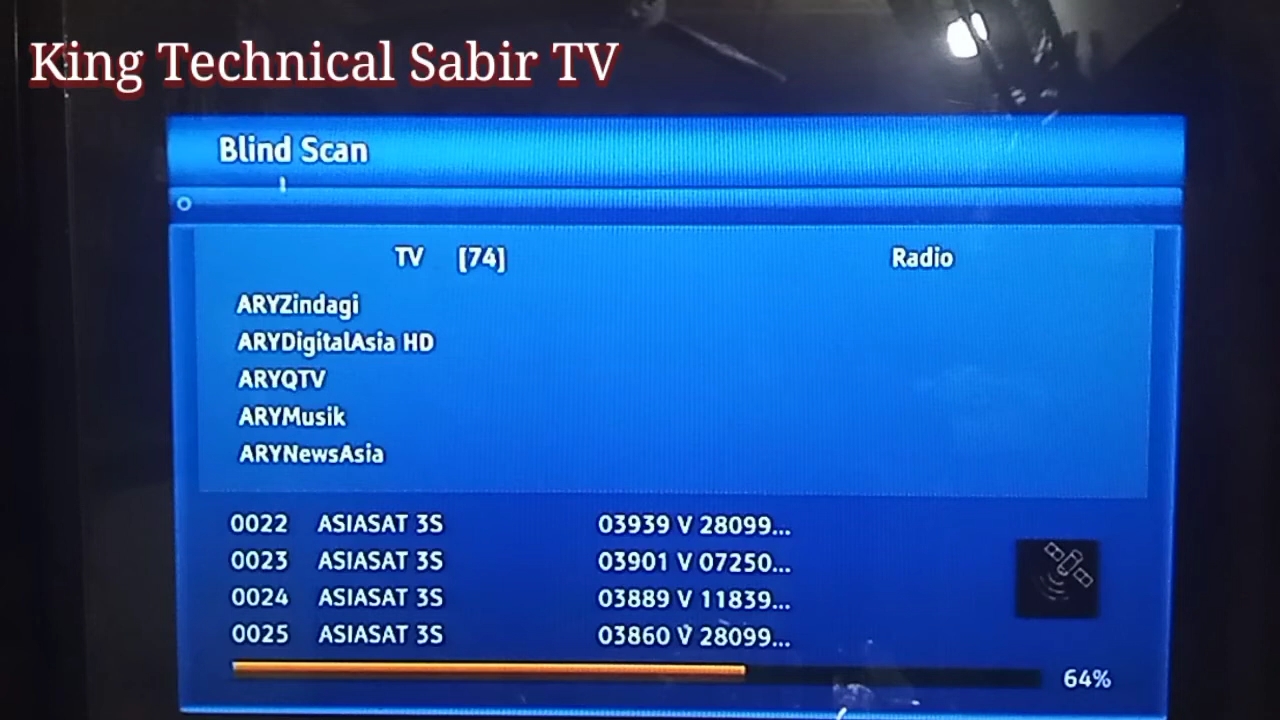 King Technical Sabir TV
Blind Scan
TV [74] Radio
ARYZindagi
ARYDigitalAsia HD
ARYQTV
ARYMusik
ARYNewsAsia
0022 ASIASAT 3S 03939 V 28099...
0023 ASIASAT 3S 03901 V 07250...
0024 ASIASAT 3S 03889 V 11839...
0025 ASIASAT 3S 03860 V 28099...
64%